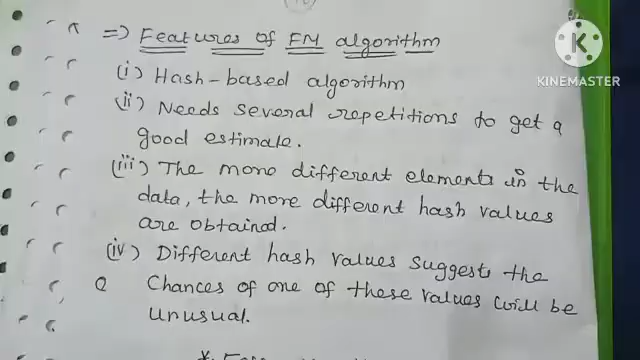 =) Features of FM algorithm
(i) Hash-based algorithm
(ii) Needs several repetitions to get a
good estimate.
(iii) The more different elements in the
data, the more different hash values
are obtained.
(iv) Different hash values suggests the
Chances of one of these values will be
unusual.
KINEMASTER